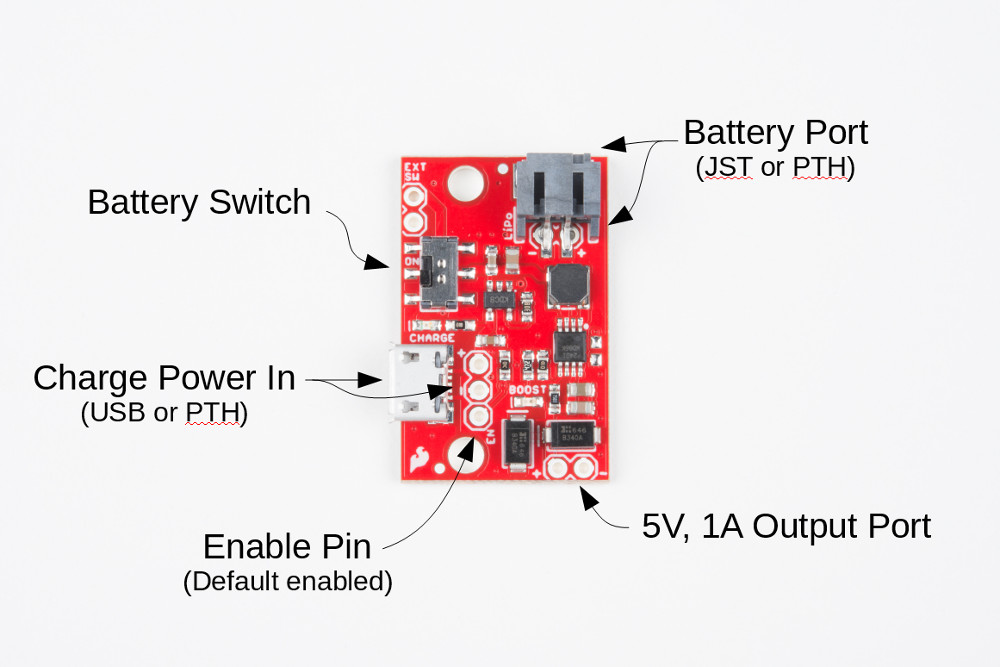 Battery Port
(JST or PTH)
Battery Switch
Charge Power In
(USB or PTH)
Enable Pin
(Default enabled)
5V, 1A Output Port
EXT
SW
LiPo
- +
ON
CHARGE
+
BOOST
EN
B340A
+ -